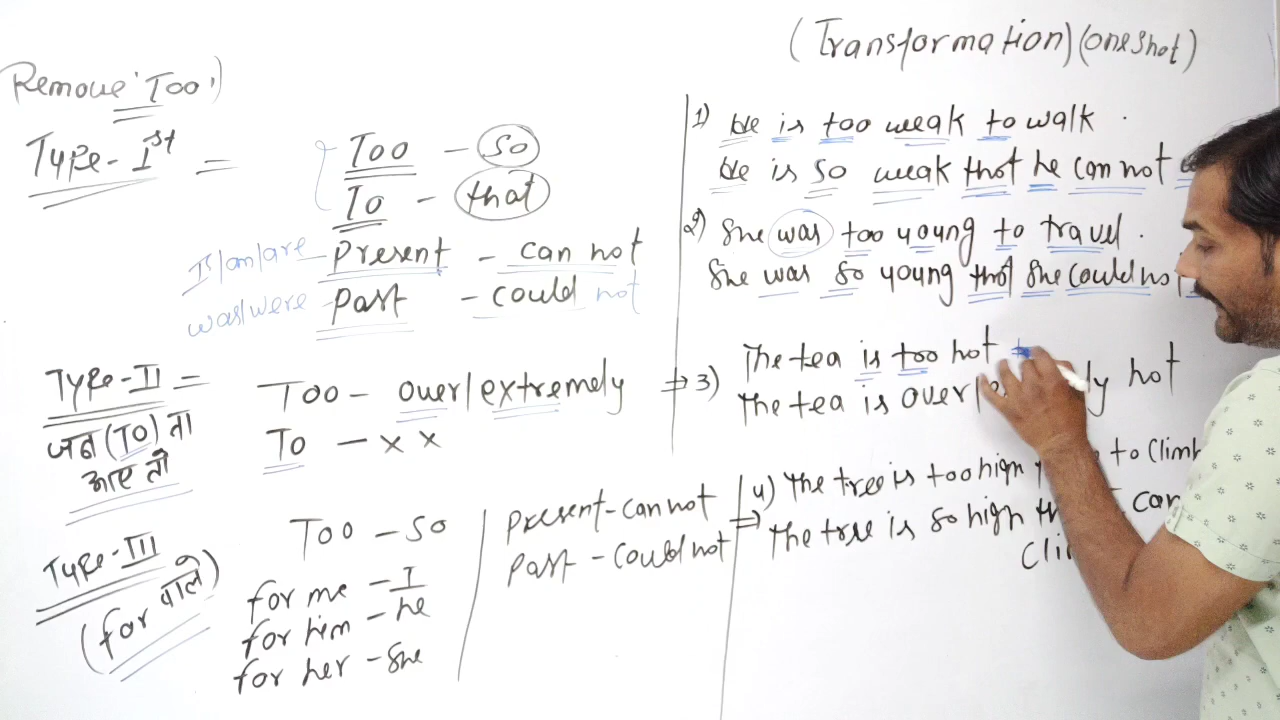 (Transformation) (oneshot)
Remove 'Too'
Type-Ist =
Too - so
To - that
Is/am/are Present - can not
was/were Past - could not
Type-II =
जब (TO) ना
आए तो
Too - over/extremely
To - x x
Type-III
(for वाले)
Too - so
for me - I
for him - he
for her - she
Present - can not
Past - could not
1) He is too weak to walk.
He is so weak that he can not
2) She was too young to travel.
She was so young that she could not
⇒ 3) The tea is too hot
The tea is over/ hot
⇒ 4) The tree is too high to climb
The tree is so high can